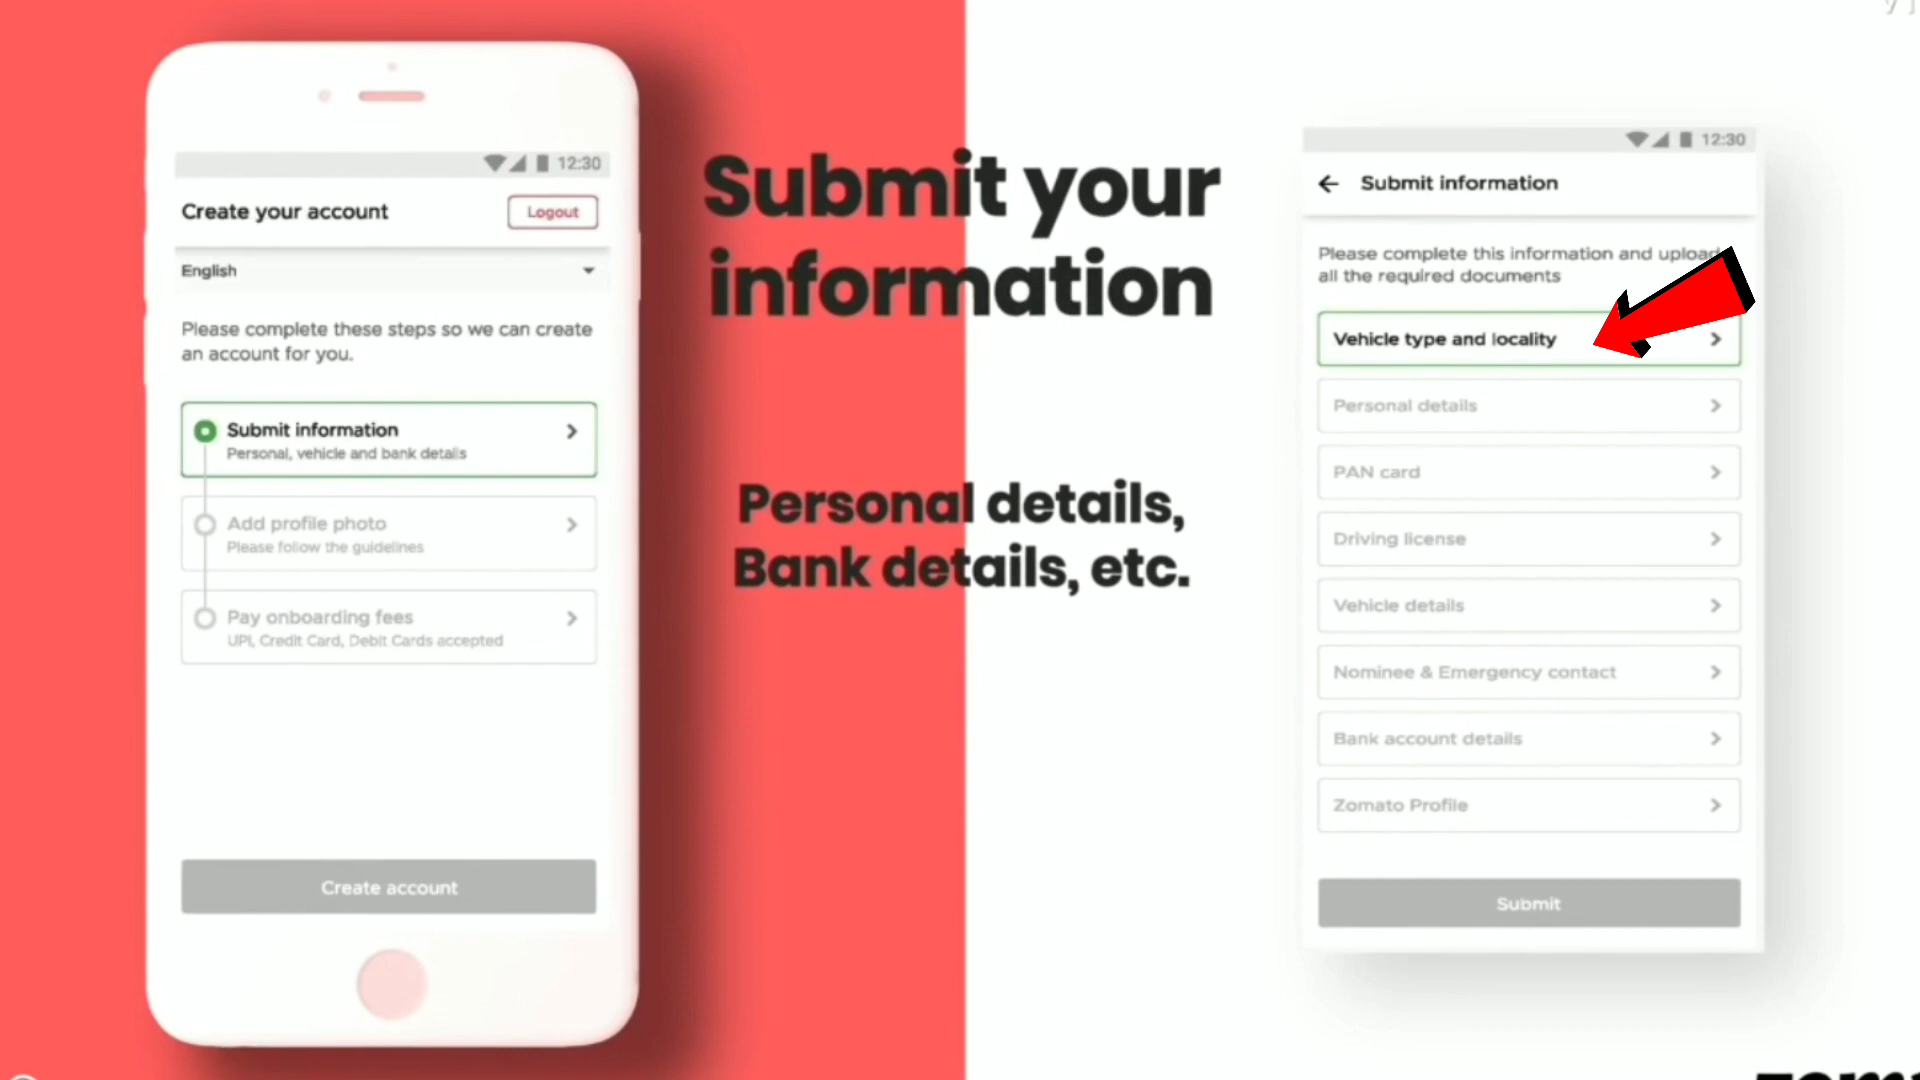 12:30
Create your account
Logout
English
Please complete these steps so we can create
an account for you.
Submit information
Personal, vehicle and bank details
Add profile photo
Please follow the guidelines
Pay onboarding fees
UPI, Credit Card, Debit Cards accepted
Create account
Submit your
information
Personal details,
Bank details, etc.
12:30
Submit information
Please complete this information and upload
all the required documents
Vehicle type and locality
Personal details
PAN card
Driving license
Vehicle details
Nominee & Emergency contact
Bank account details
Zomato Profile
Submit